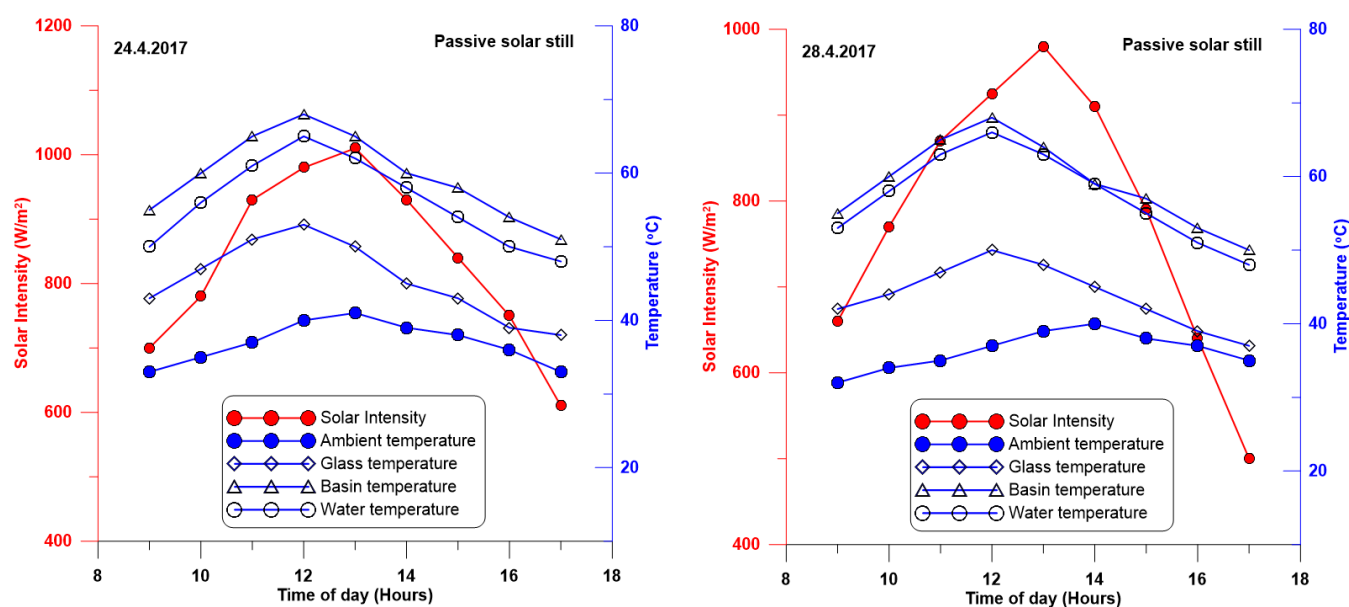 1200
1000
800
600
400
Solar Intensity (W/m²)
24.4.2017
Passive solar still
80
60
40
20
Temperature (°C)
Solar Intensity
Ambient temperature
Glass temperature
Basin temperature
Water temperature
8
10
12
14
16
18
Time of day (Hours)
1000
800
600
400
Solar Intensity (W/m²)
28.4.2017
Passive solar still
80
60
40
20
Temperature (°C)
Solar Intensity
Ambient temperature
Glass temperature
Basin temperature
Water temperature
8
10
12
14
16
18
Time of day (Hours)